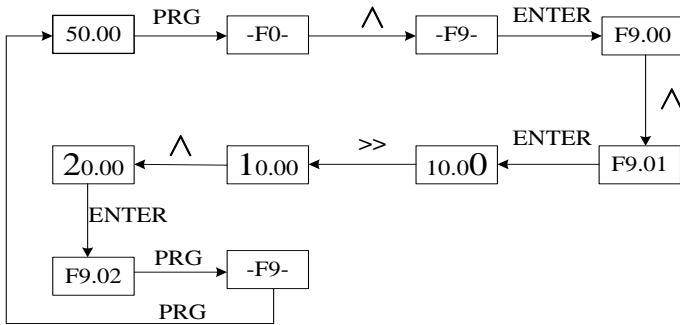 50.00 PRG -F0- ∧ -F9- ENTER F9.00
∧
20.00 ∧ 10.00 >> 10.00 ENTER F9.01
ENTER
F9.02 PRG -F9-
PRG